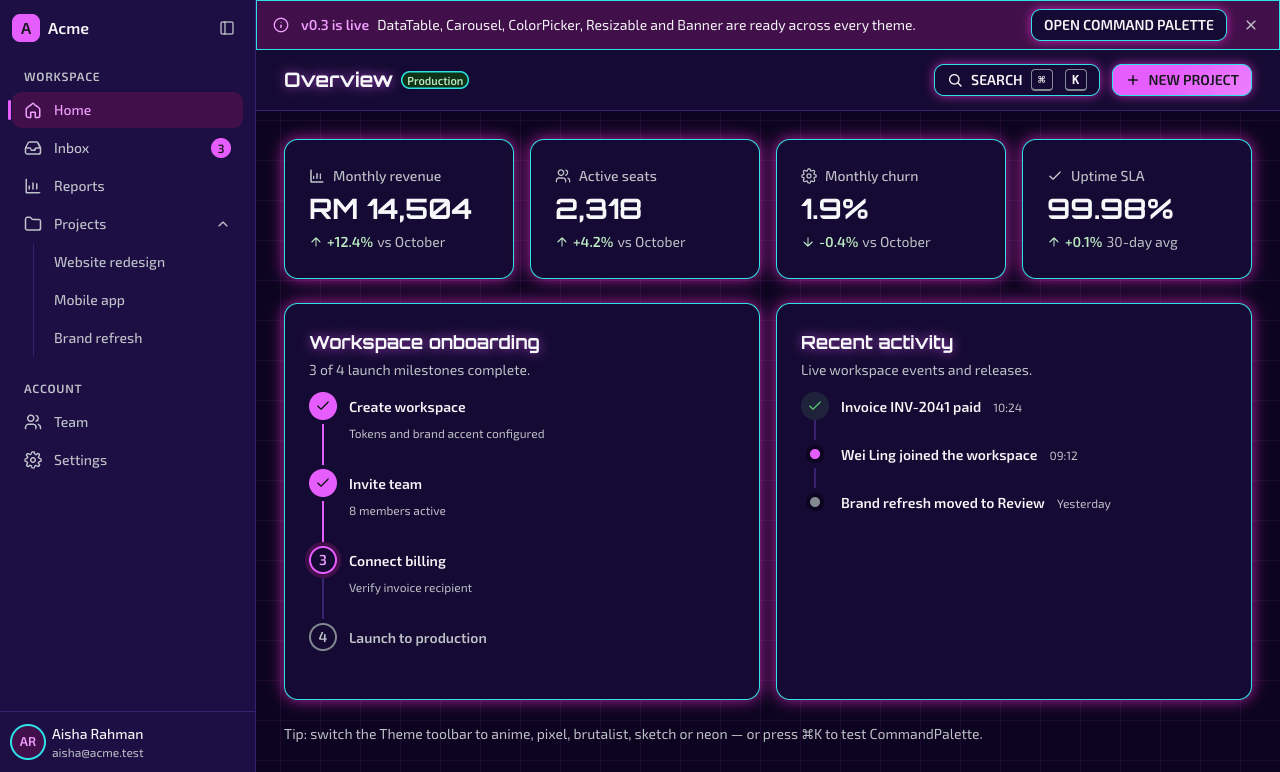 A Acme
WORKSPACE
Home
Inbox 3
Reports
Projects
Website redesign
Mobile app
Brand refresh
ACCOUNT
Team
Settings
AR Aisha Rahman
aisha@acme.test
v0.3 is live DataTable, Carousel, ColorPicker, Resizable and Banner are ready across every theme. OPEN COMMAND PALETTE
Overview Production SEARCH ⌘ K NEW PROJECT
Monthly revenue
RM 14,504
+12.4% vs October
Active seats
2,318
+4.2% vs October
Monthly churn
1.9%
-0.4% vs October
Uptime SLA
99.98%
+0.1% 30-day avg
Workspace onboarding
3 of 4 launch milestones complete.
Create workspace
Tokens and brand accent configured
Invite team
8 members active
3 Connect billing
Verify invoice recipient
4 Launch to production
Recent activity
Live workspace events and releases.
Invoice INV-2041 paid 10:24
Wei Ling joined the workspace 09:12
Brand refresh moved to Review Yesterday
Tip: switch the Theme toolbar to anime, pixel, brutalist, sketch or neon — or press ⌘K to test CommandPalette.